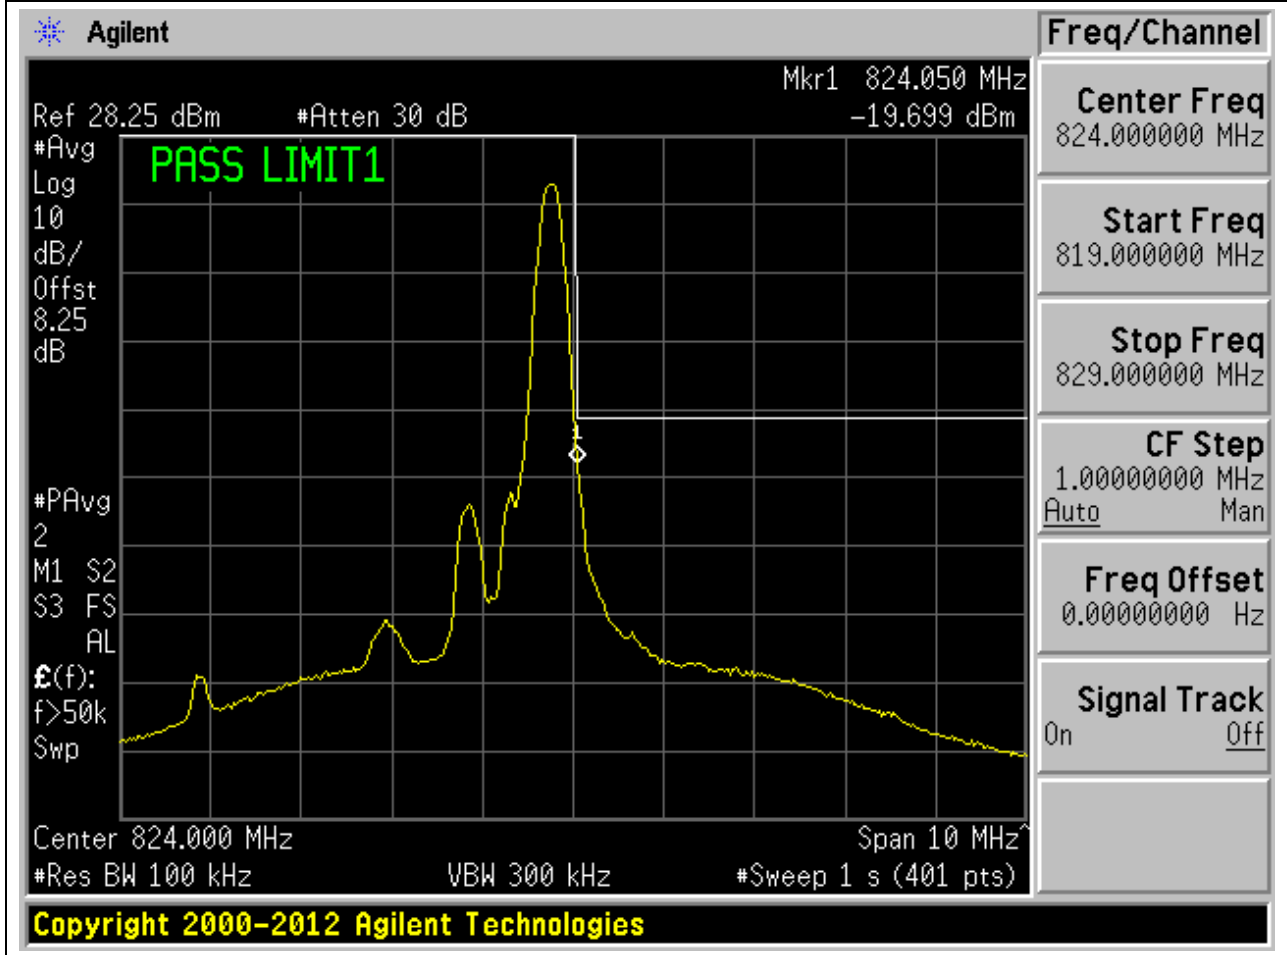 Agilent
Freq/Channel
Mkr1 824.050 MHz
Ref 28.25 dBm #Atten 30 dB -19.699 dBm
#Avg
Log
10
dB/
Offst
8.25
dB
PASS LIMIT1
1
#PAvg
2
M1 S2
S3 FS
AL
£(f):
f>50k
Swp
Center 824.000 MHz Span 10 MHz^
#Res BW 100 kHz VBW 300 kHz #Sweep 1 s (401 pts)
Copyright 2000-2012 Agilent Technologies
Center Freq
824.000000 MHz
Start Freq
819.000000 MHz
Stop Freq
829.000000 MHz
CF Step
1.00000000 MHz
Auto Man
Freq Offset
0.00000000 Hz
Signal Track
On Off